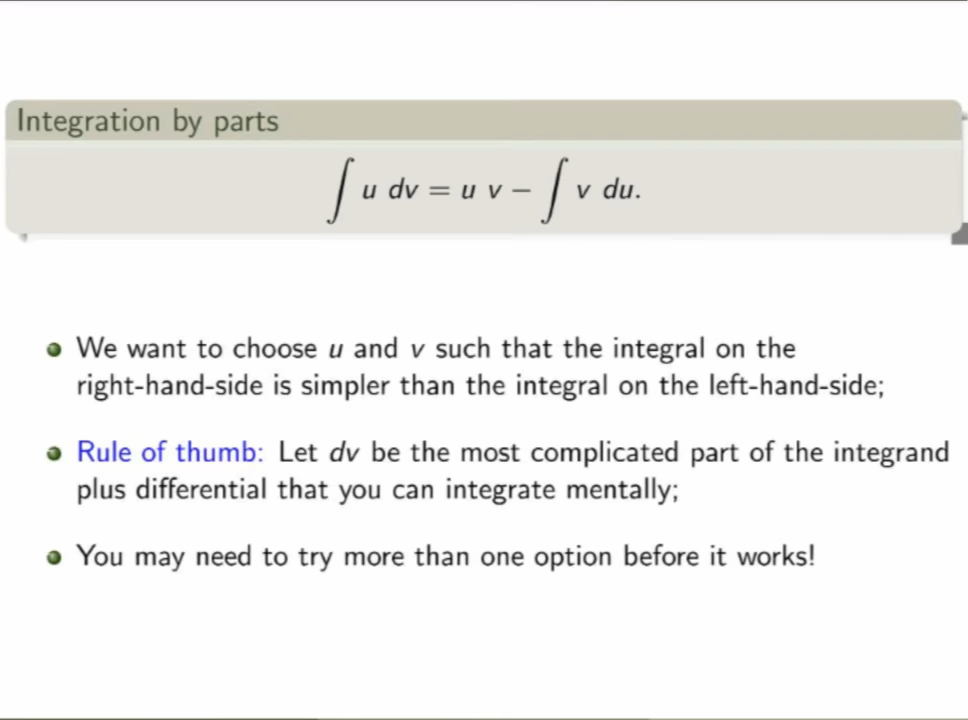 Integration by parts
∫ u dv = u v − ∫ v du.
We want to choose u and v such that the integral on the
right-hand-side is simpler than the integral on the left-hand-side;
Rule of thumb: Let dv be the most complicated part of the integrand
plus differential that you can integrate mentally;
You may need to try more than one option before it works!